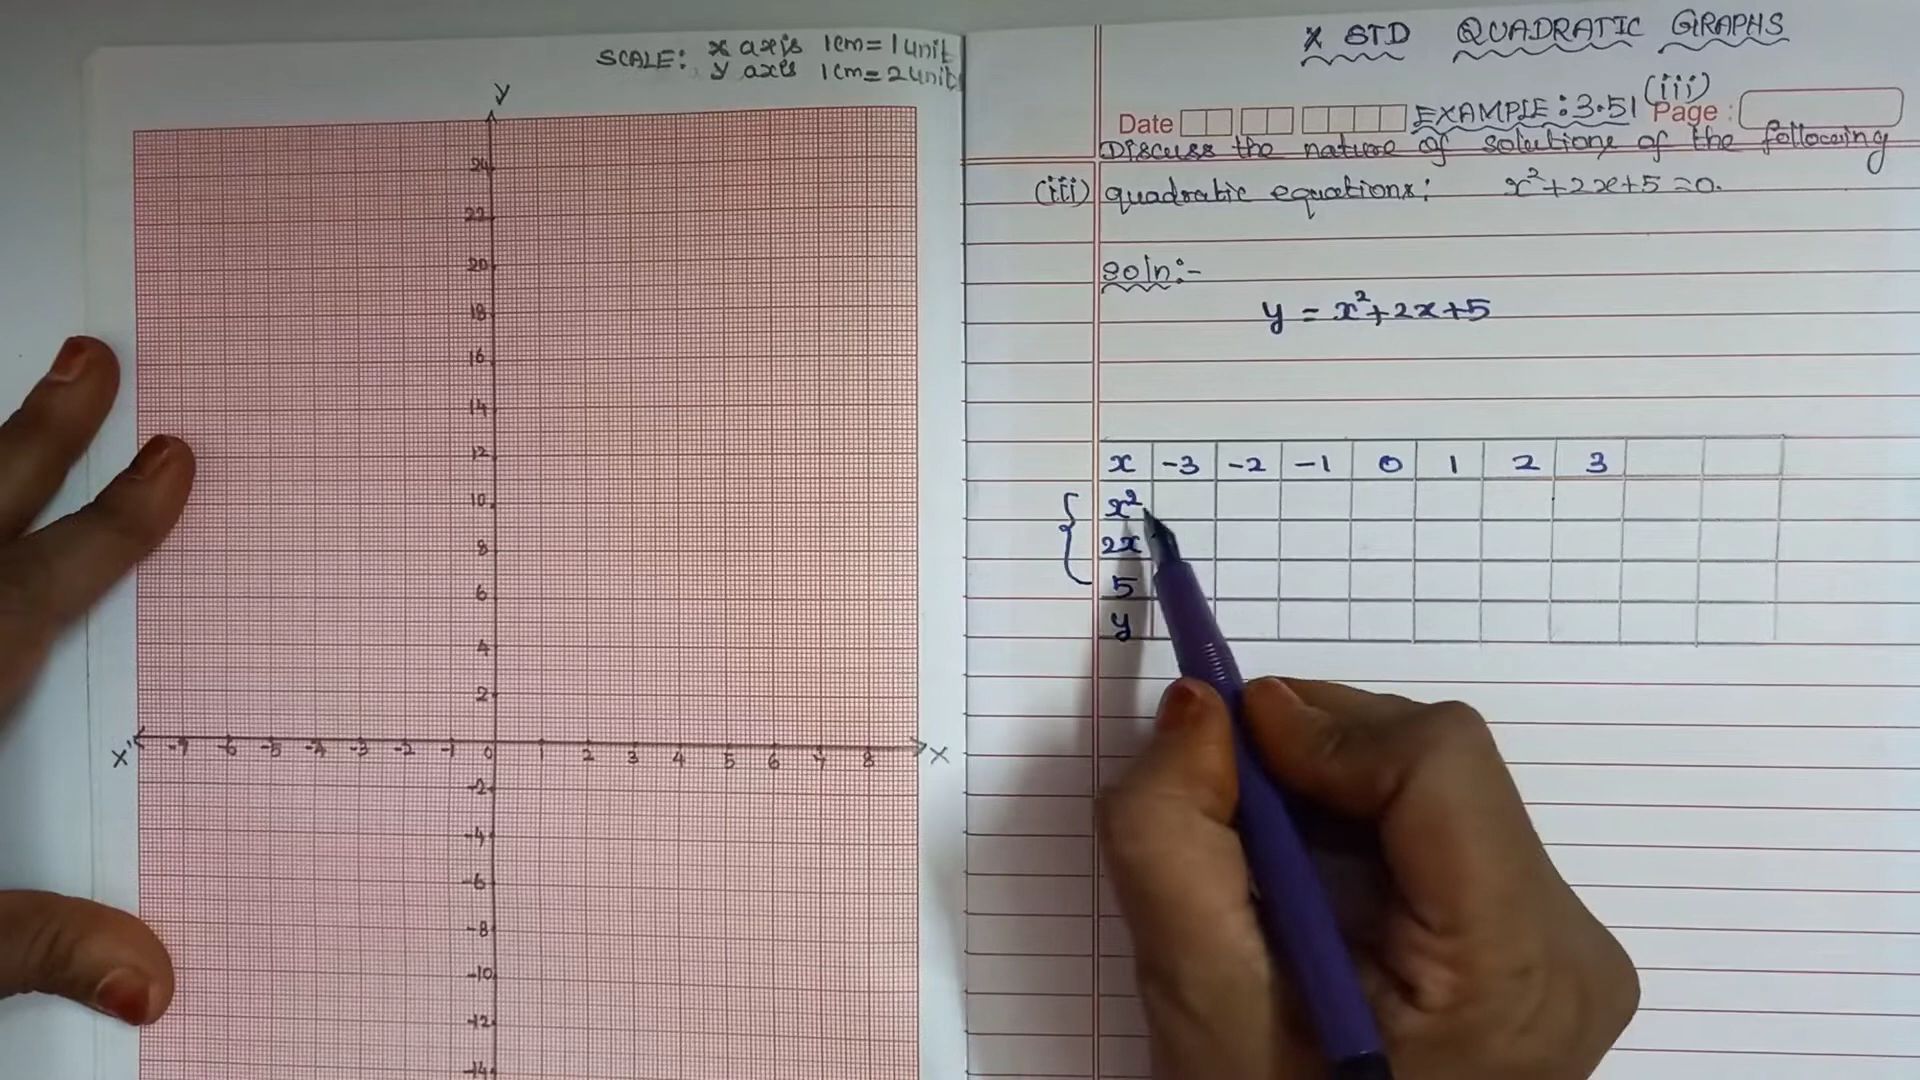 SCALE: x axis 1cm = 1 unit
y axis 1cm = 2 unit
Y
24
22
20
18
16
14
12
10
8
6
4
2
X' -7 -6 -5 -4 -3 -2 -1 0 1 2 3 4 5 6 7 8 X
-2
-4
-6
-8
-10
-12
-14
X STD QUADRATIC GRAPHS
(iii)
Date EXAMPLE: 3.51 Page :
Discuss the nature of solutions of the following
(iii) quadratic equations: x²+2x+5=0.
Soln:-
y = x²+2x+5
x -3 -2 -1 0 1 2 3
x²
2x
5
y